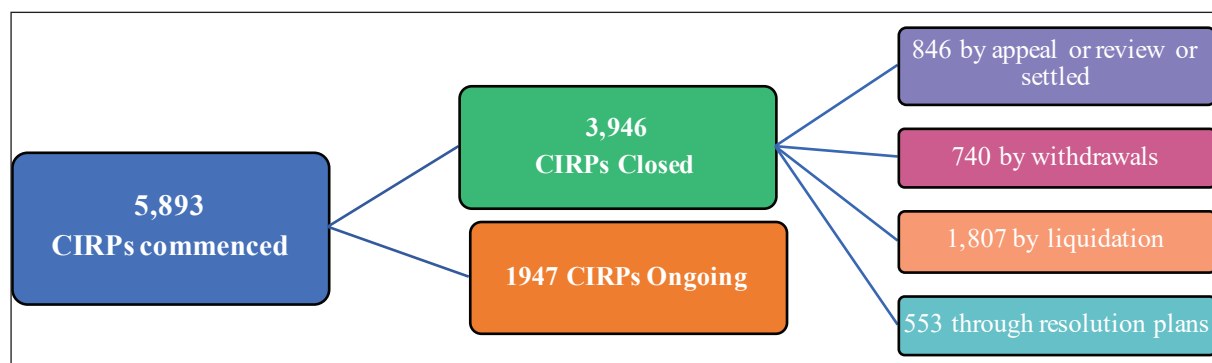 5,893
CIRPs commenced
3,946
CIRPs Closed
1947 CIRPs Ongoing
846 by appeal or review or
settled
740 by withdrawals
1,807 by liquidation
553 through resolution plans